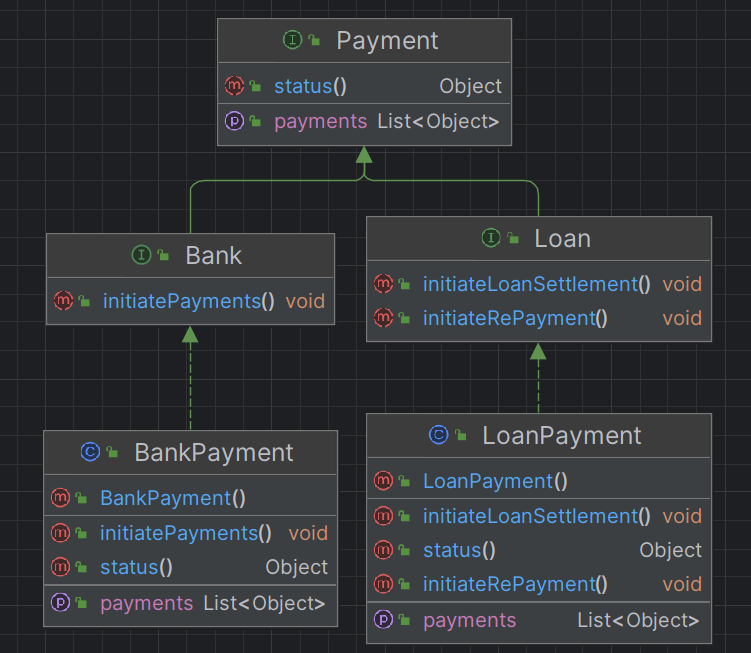 Payment
status() Object
payments List<Object>
Bank
initiatePayments() void
Loan
initiateLoanSettlement() void
initiateRePayment() void
BankPayment
BankPayment()
initiatePayments() void
status() Object
payments List<Object>
LoanPayment
LoanPayment()
initiateLoanSettlement() void
status() Object
initiateRePayment() void
payments List<Object>